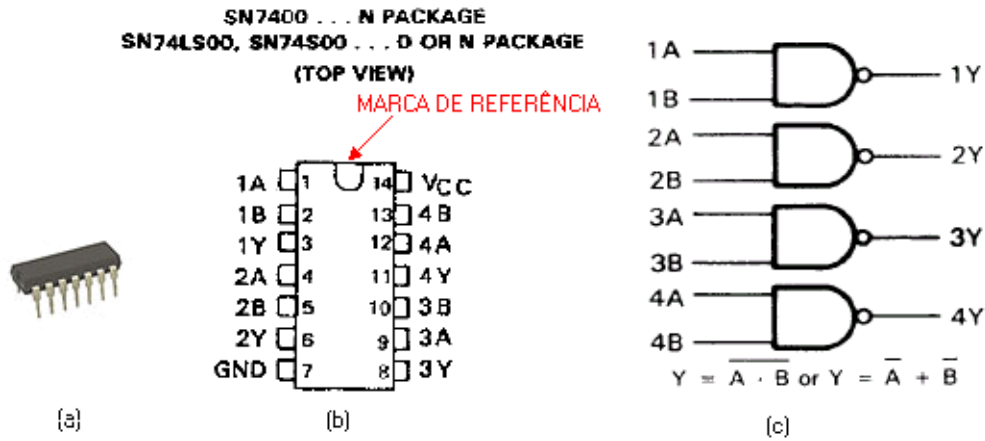 SN7400 . . . N PACKAGE
SN74LS00, SN74S00 . . . D OR N PACKAGE
(TOP VIEW)
MARCA DE REFERÊNCIA
1A 1 14 VCC
1B 2 13 4B
1Y 3 12 4A
2A 4 11 4Y
2B 5 10 3B
2Y 6 9 3A
GND 7 8 3Y
1A
1B
1Y
2A
2B
2Y
3A
3B
3Y
4A
4B
4Y
Y = A̅ ̅·̅ ̅B̅ or Y = A̅ + B̅
(a)
(b)
(c)